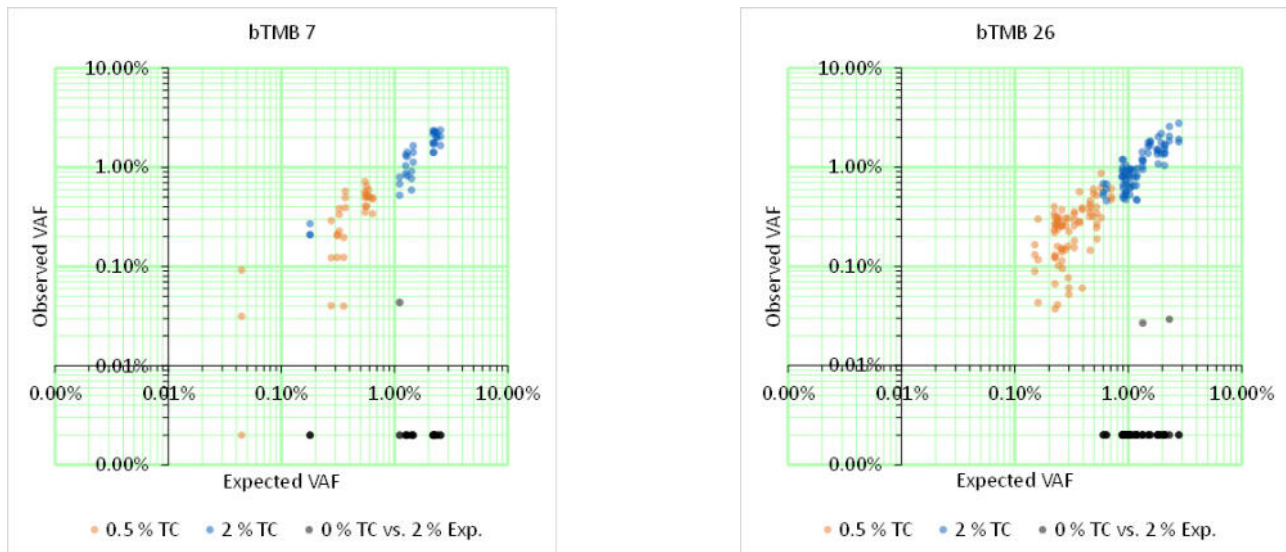 bTMB 7
10.00%
1.00%
0.10%
0.01%
0.00%
Observed VAF
0.00% 0.01% 0.10% 1.00% 10.00%
Expected VAF
0.5 % TC 2 % TC 0 % TC vs. 2 % Exp.
bTMB 26
10.00%
1.00%
0.10%
0.01%
0.00%
Observed VAF
0.00% 0.01% 0.10% 1.00% 10.00%
Expected VAF
0.5 % TC 2 % TC 0 % TC vs. 2 % Exp.